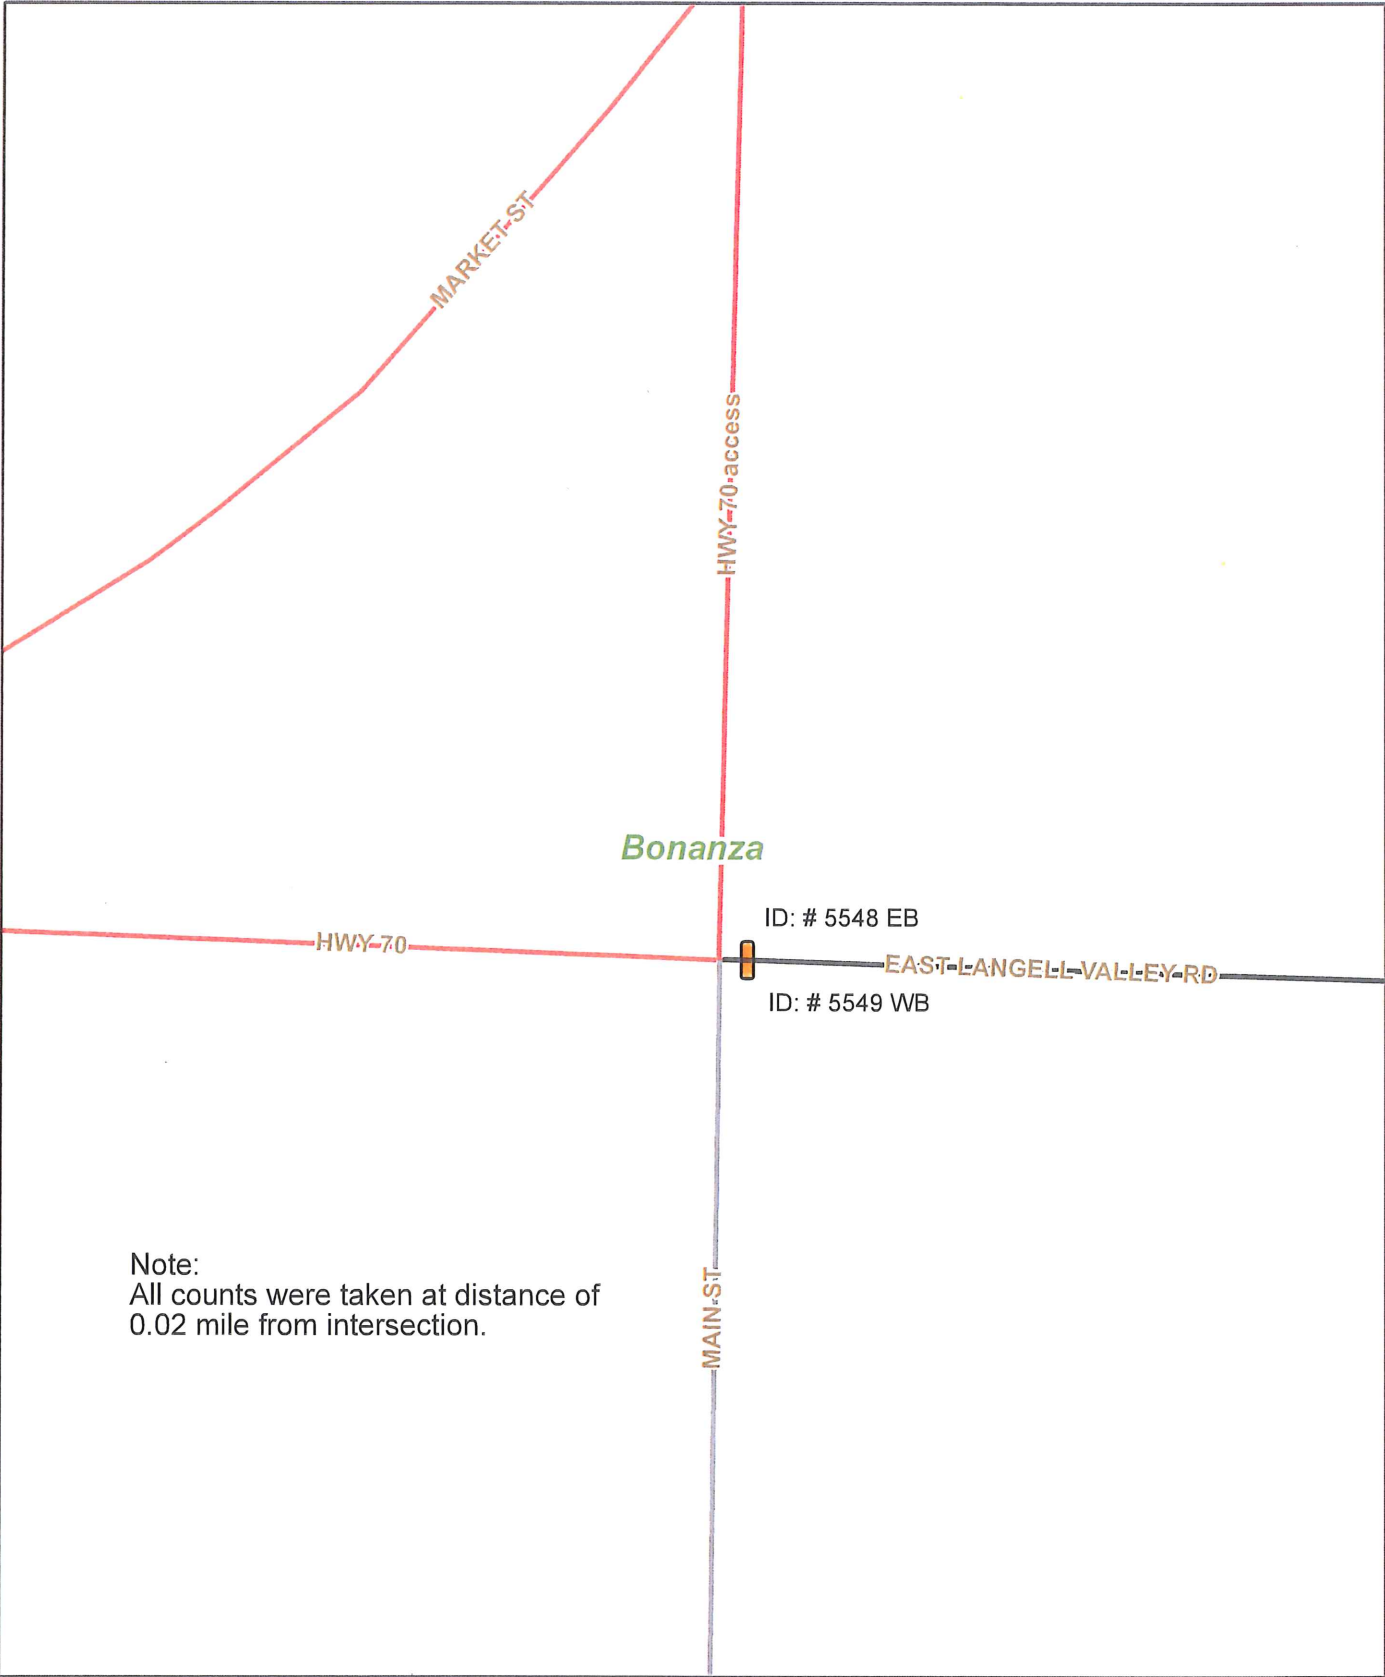 MARKET ST
HWY 70 access
Bonanza
ID: # 5548 EB
HWY 70
EAST LANGELL VALLEY RD
ID: # 5549 WB
Note:
All counts were taken at distance of
0.02 mile from intersection.
MAIN ST